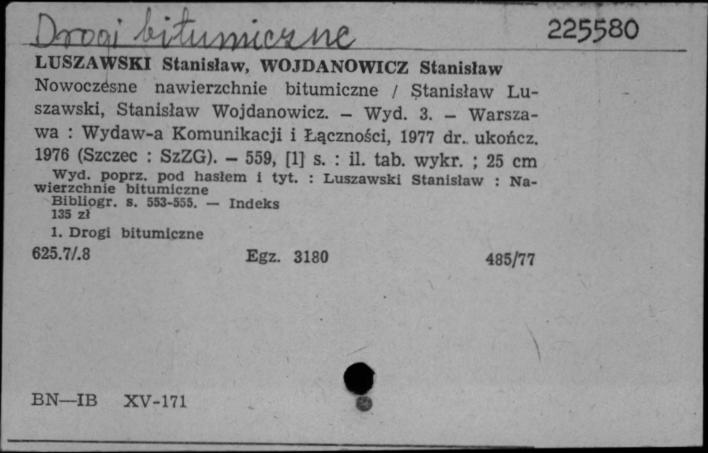 Drogi bitumiczne 225580
LUSZAWSKI Stanisław, WOJDANOWICZ Stanisław
Nowoczesne nawierzchnie bitumiczne / Stanisław Lu-
szawski, Stanisław Wojdanowicz. — Wyd. 3. — Warsza-
wa : Wydaw-a Komunikacji i Łączności, 1977 dr. ukończ.
1976 (Szczec : SzZG). — 559, [1] s. : il. tab. wykr. ; 25 cm
Wyd. poprz. pod hasłem i tyt. : Luszawski Stanisław : Na-
wierzchnie bitumiczne
Bibliogr. s. 553-555. — Indeks
135 zł
1. Drogi bitumiczne
625.7/.8 Egz. 3180 485/77
BN—IB XV-171